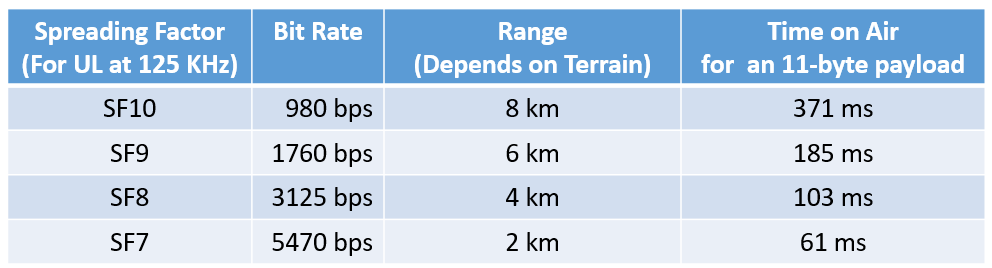 Spreading Factor
(For UL at 125 KHz)
Bit Rate
Range
(Depends on Terrain)
Time on Air
for an 11-byte payload
SF10 980 bps 8 km 371 ms
SF9 1760 bps 6 km 185 ms
SF8 3125 bps 4 km 103 ms
SF7 5470 bps 2 km 61 ms